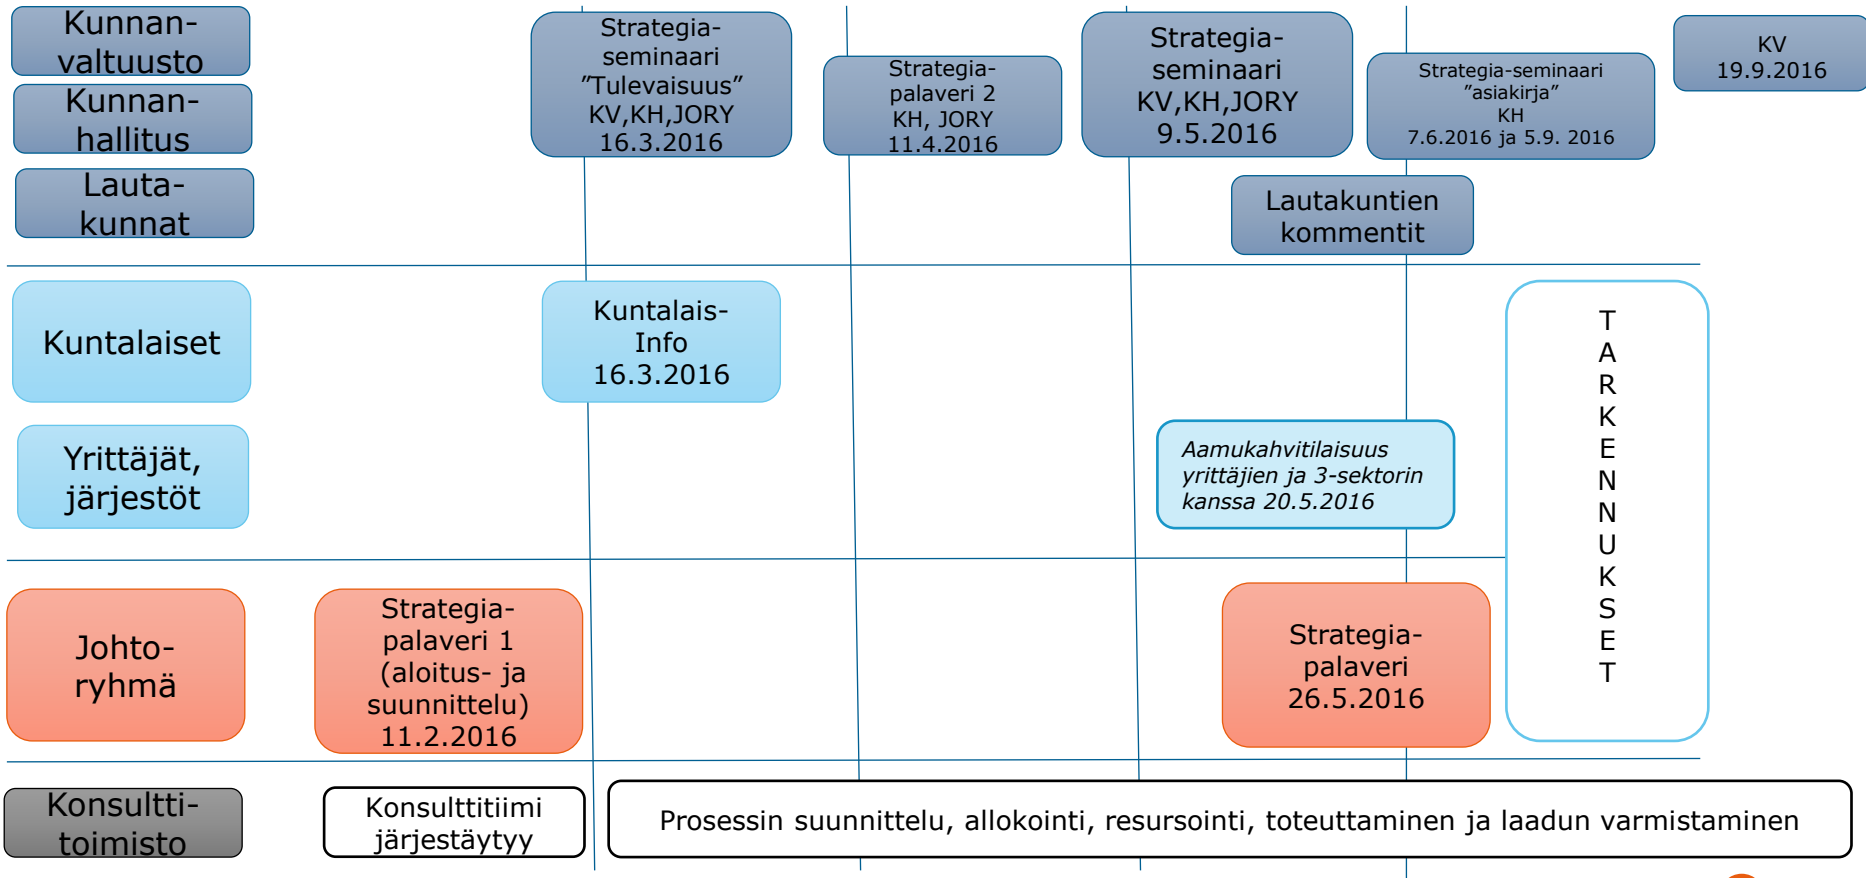 Kunnan-
valtuusto
Kunnan-
hallitus
Lauta-
kunnat
Strategia-
seminaari
”Tulevaisuus”
KV,KH,JORY
16.3.2016
Strategia-
palaveri 2
KH, JORY
11.4.2016
Strategia-
seminaari
KV,KH,JORY
9.5.2016
Strategia-seminaari
”asiakirja”
KH
7.6.2016 ja 5.9. 2016
KV
19.9.2016
Lautakuntien
kommentit
Kuntalaiset
Kuntalais-
Info
16.3.2016
Yrittäjät,
järjestöt
Aamukahvitilaisuus
yrittäjien ja 3-sektorin
kanssa 20.5.2016
T
A
R
K
E
N
N
U
K
S
E
T
Johto-
ryhmä
Strategia-
palaveri 1
(aloitus- ja
suunnittelu)
11.2.2016
Strategia-
palaveri
26.5.2016
Konsultti-
toimisto
Konsulttitiimi
järjestäytyy
Prosessin suunnittelu, allokointi, resursointi, toteuttaminen ja laadun varmistaminen